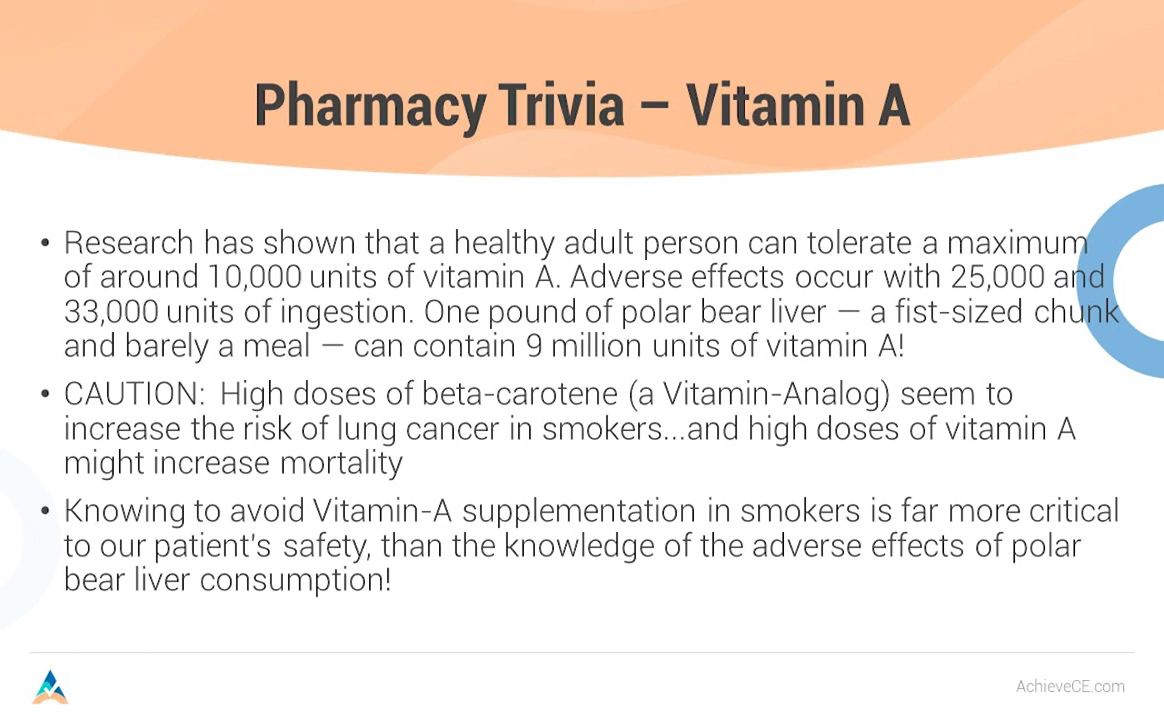 Pharmacy Trivia – Vitamin A
• Research has shown that a healthy adult person can tolerate a maximum
of around 10,000 units of vitamin A. Adverse effects occur with 25,000 and
33,000 units of ingestion. One pound of polar bear liver — a fist-sized chunk
and barely a meal — can contain 9 million units of vitamin A!
• CAUTION: High doses of beta-carotene (a Vitamin-Analog) seem to
increase the risk of lung cancer in smokers...and high doses of vitamin A
might increase mortality
• Knowing to avoid Vitamin-A supplementation in smokers is far more critical
to our patient's safety, than the knowledge of the adverse effects of polar
bear liver consumption!
AchieveCE.com